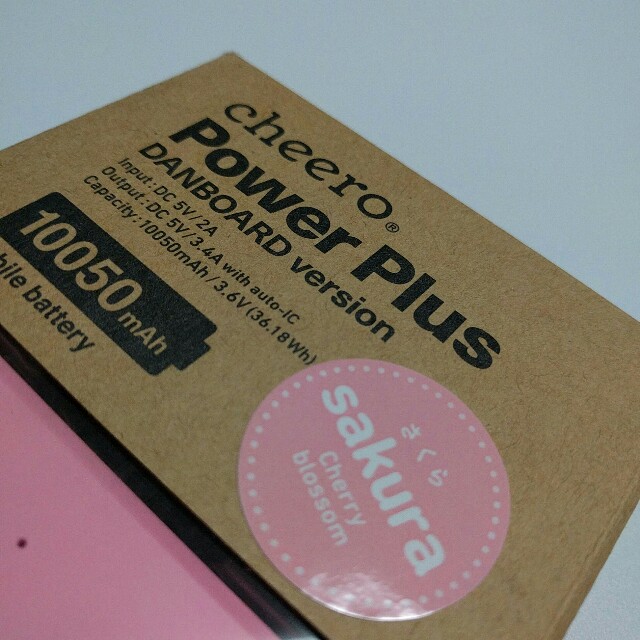 cheero®
Power Plus
DANBOARD version
Input : DC 5V/2A
Output : DC 5V/3.4A with auto-IC
Capacity : 10050mAh/ 3.6V (36.18Wh)
10050mAh
battery
さくら
sakura
Cherry
blossom